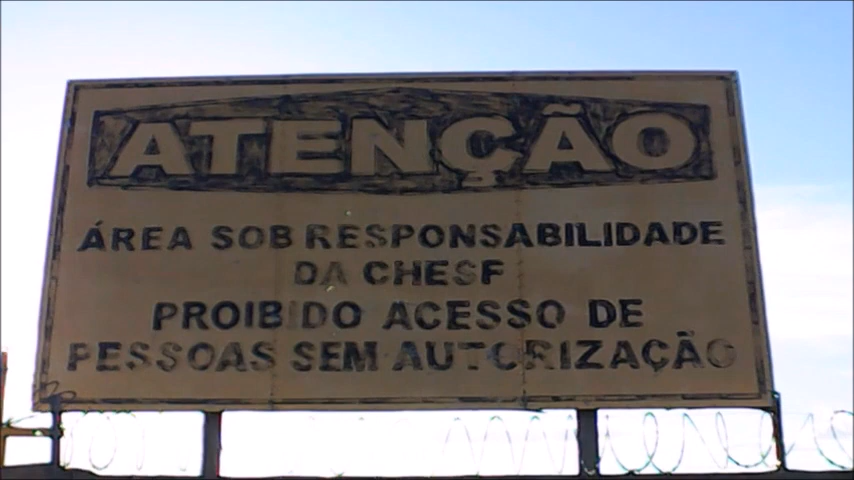 ATENÇÃO
ÁREA SOB RESPONSABILIDADE
DA CHESF
PROIBIDO ACESSO DE
PESSOAS SEM AUTORIZAÇÃO